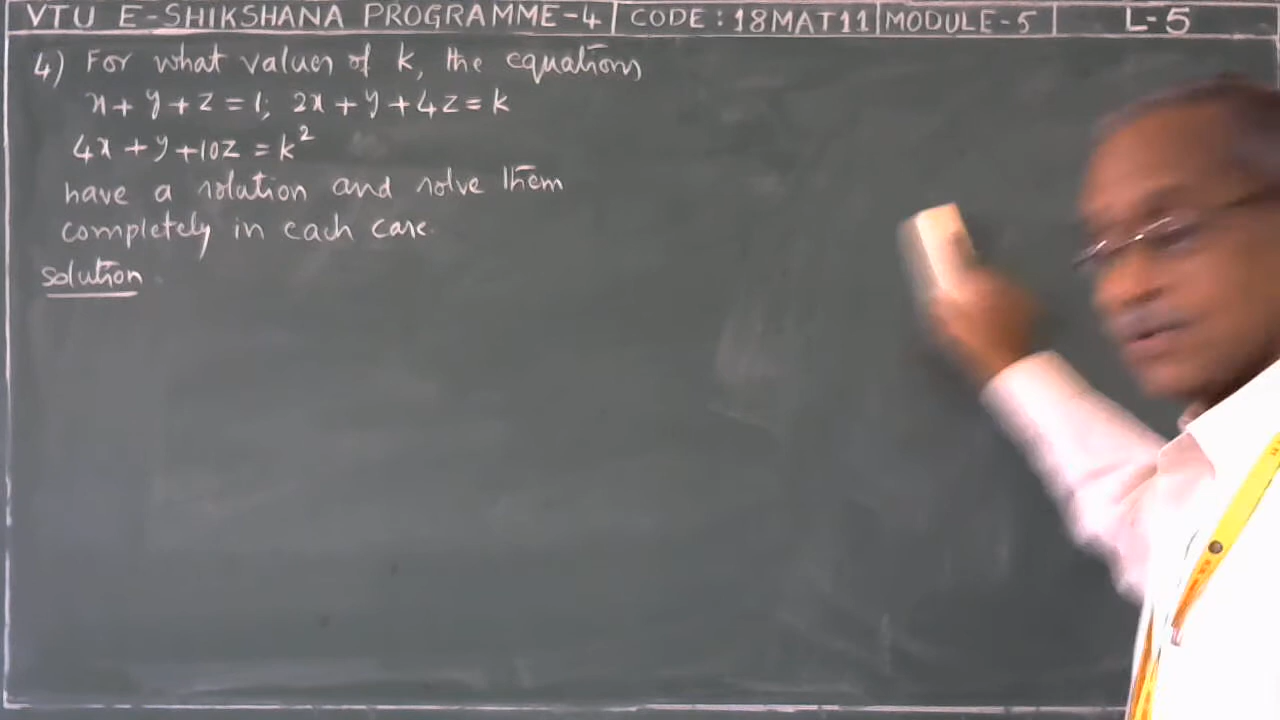 VTU E-SHIKSHANA PROGRAMME-4 | CODE: 18MAT11 | MODULE-5 | L-5
4) For what values of k, the equations
x + y + z = 1; 2x + y + 4z = k
4x + y + 10z = k²
have a solution and solve them
completely in each case.
Solution